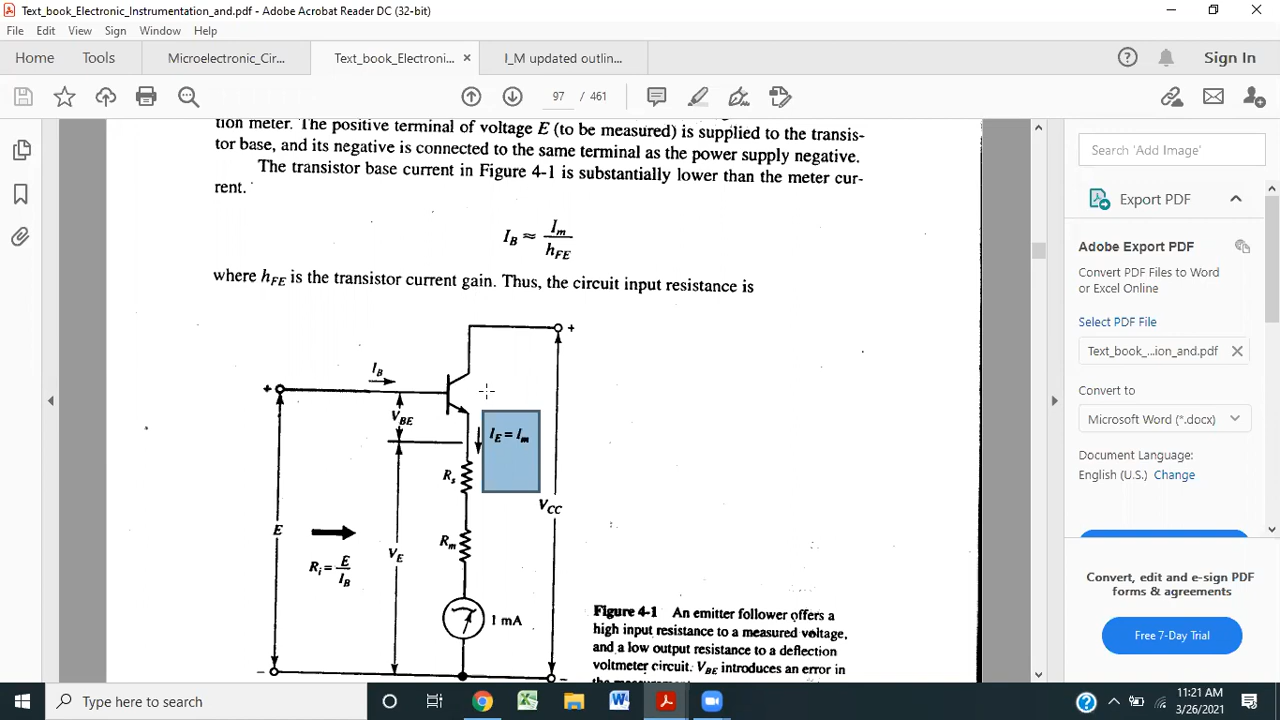 Text_book_Electronic_Instrumentation_and.pdf - Adobe Acrobat Reader DC (32-bit)
File Edit View Sign Window Help
Home Tools Microelectronic_Cir... Text_book_Electroni... × I_M updated outlin... Sign In
97 / 461
tion meter. The positive terminal of voltage E (to be measured) is supplied to the transis-
tor base, and its negative is connected to the same terminal as the power supply negative.
The transistor base current in Figure 4-1 is substantially lower than the meter cur-
rent.
I_B ≈ I_m / h_FE
where h_FE is the transistor current gain. Thus, the circuit input resistance is
+
I_B
+
V_BE
I_E = I_m
R_s
V_CC
E
R_m
V_E
R_i = E / I_B
1 mA
−
−
Figure 4-1 An emitter follower offers a
high input resistance to a measured voltage,
and a low output resistance to a deflection
voltmeter circuit. V_BE introduces an error in
Search 'Add Image'
Export PDF
Adobe Export PDF
Convert PDF Files to Word
or Excel Online
Select PDF File
Text_book_...ion_and.pdf
Convert to
Microsoft Word (*.docx)
Document Language:
English (U.S.) Change
Convert, edit and e-sign PDF
forms & agreements
Free 7-Day Trial
Type here to search
11:21 AM
3/26/2021